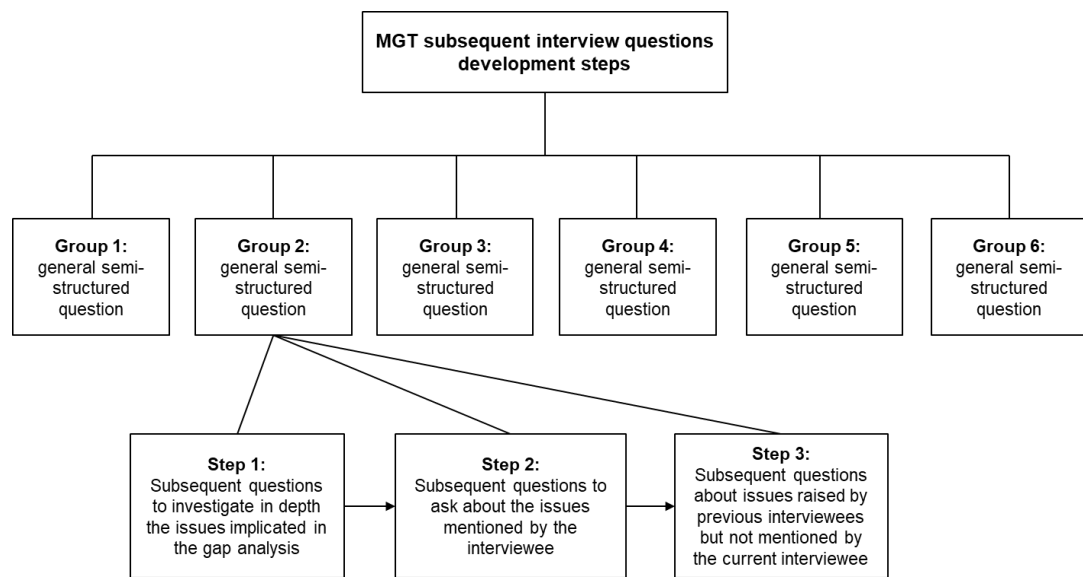 MGT subsequent interview questions
development steps
Group 1:
general semi-
structured
question
Group 2:
general semi-
structured
question
Group 3:
general semi-
structured
question
Group 4:
general semi-
structured
question
Group 5:
general semi-
structured
question
Group 6:
general semi-
structured
question
Step 1:
Subsequent questions
to investigate in depth
the issues implicated in
the gap analysis
Step 2:
Subsequent questions to
ask about the issues
mentioned by the
interviewee
Step 3:
Subsequent questions
about issues raised by
previous interviewees
but not mentioned by
the current interviewee